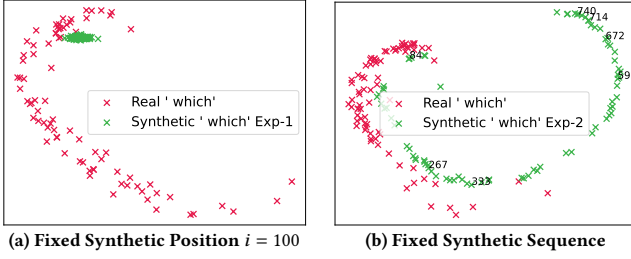 740
714
672
84
59
Real ' which'
Synthetic ' which' Exp-1
Real ' which'
Synthetic ' which' Exp-2
267
333
(a) Fixed Synthetic Position i = 100
(b) Fixed Synthetic Sequence